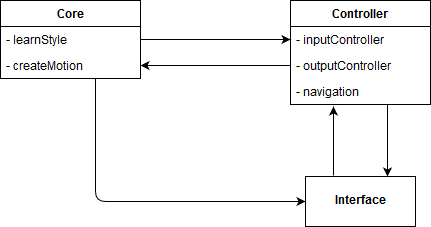 Core
- learnStyle
- createMotion
Controller
- inputController
- outputController
- navigation
Interface